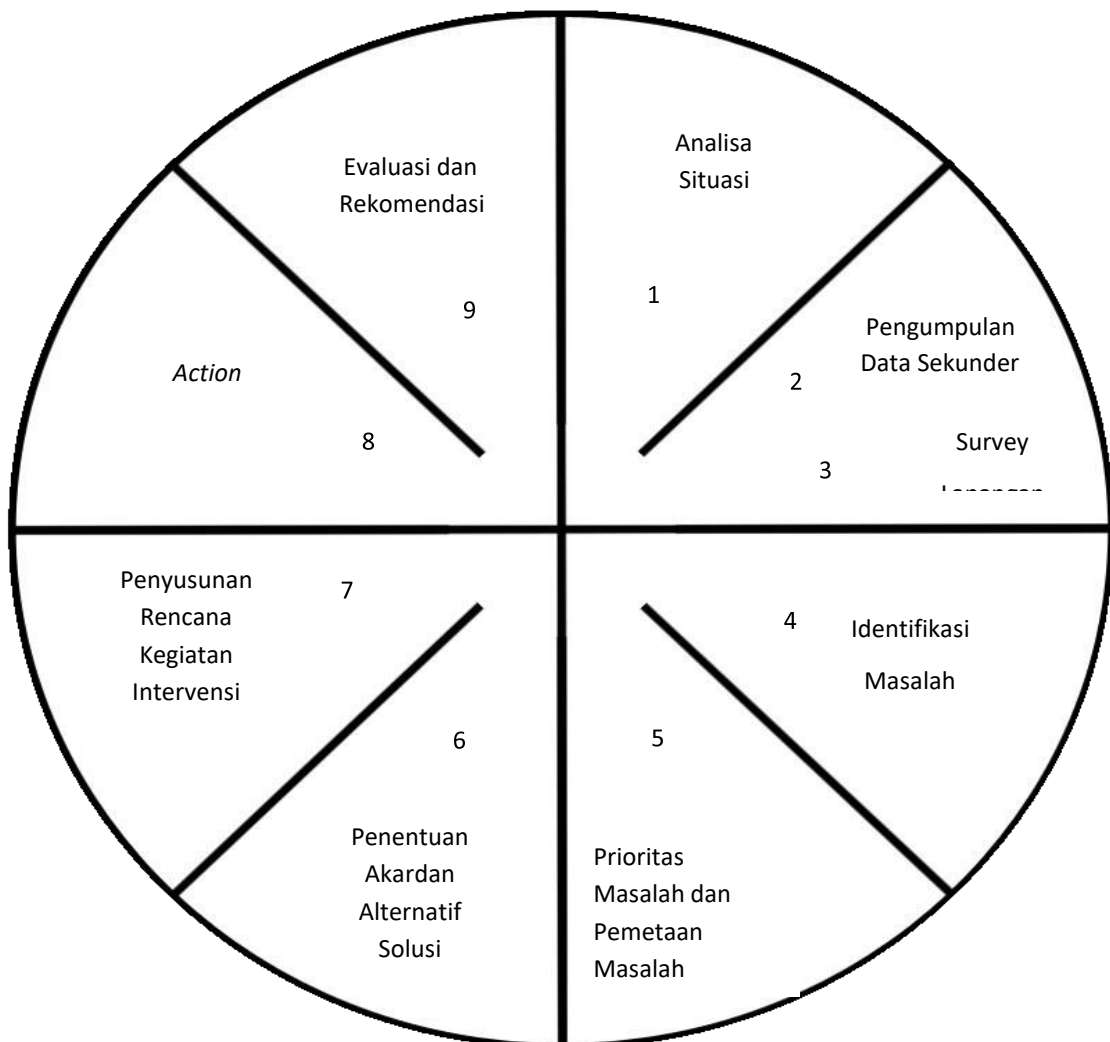 Analisa
Situasi
1
Pengumpulan
Data Sekunder
2
Survey
3
4
Identifikasi
Masalah
5
Prioritas
Masalah dan
Pemetaan
Masalah
6
Penentuan
Akardan
Alternatif
Solusi
7
Penyusunan
Rencana
Kegiatan
Intervensi
Action
8
Evaluasi dan
Rekomendasi
9